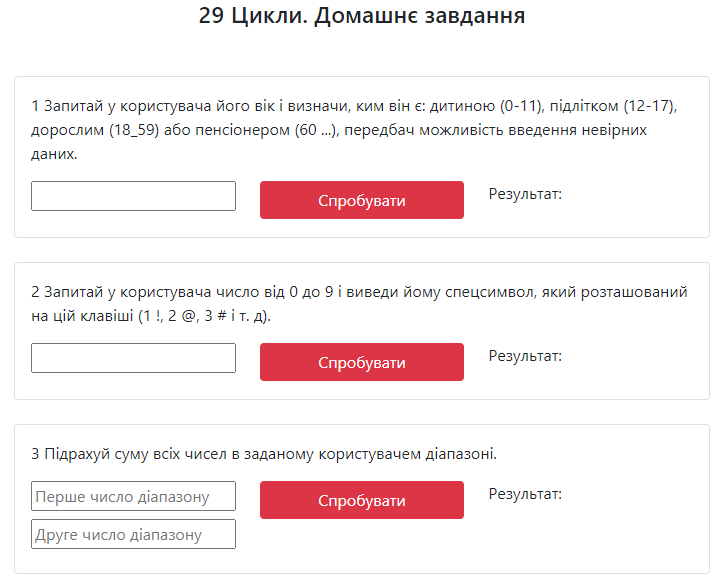 29 Цикли. Домашнє завдання
1 Запитай у користувача його вік і визначи, ким він є: дитиною (0-11), підлітком (12-17),
дорослим (18_59) або пенсіонером (60 ...), передбач можливість введення невірних
даних.
Спробувати
Результат:
2 Запитай у користувача число від 0 до 9 і виведи йому спецсимвол, який розташований
на цій клавіші (1 !, 2 @, 3 # і т. д).
Спробувати
Результат:
3 Підрахуй суму всіх чисел в заданому користувачем діапазоні.
Перше число діапазону
Спробувати
Результат:
Друге число діапазону